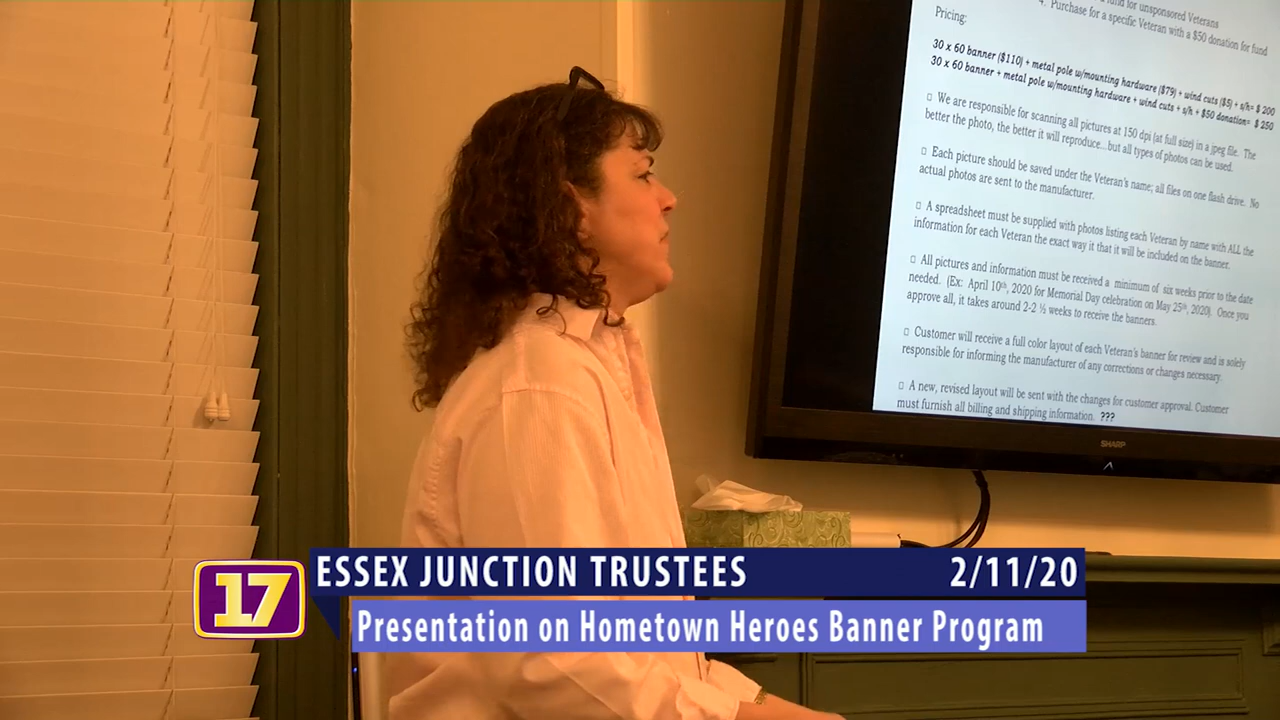 fund for unsponsored Veterans
4. Purchase for a specific Veteran with a $50 donation for fund
Pricing:
30 x 60 banner ($110) + metal pole w/mounting hardware ($79) + wind cuts ($5) + s/h= $ 200
30 x 60 banner + metal pole w/mounting hardware + wind cuts + s/h + $50 donation= $ 250
▯ We are responsible for scanning all pictures at 150 dpi (at full size) in a jpeg file. The
better the photo, the better it will reproduce...but all types of photos can be used.
▯ Each picture should be saved under the Veteran's name; all files on one flash drive. No
actual photos are sent to the manufacturer.
▯ A spreadsheet must be supplied with photos listing each Veteran by name with ALL the
information for each Veteran the exact way it that it will be included on the banner.
▯ All pictures and information must be received a minimum of six weeks prior to the date
needed. (Ex: April 10th, 2020 for Memorial Day celebration on May 25th, 2020). Once you
approve all, it takes around 2-2 ½ weeks to receive the banners.
▯ Customer will receive a full color layout of each Veteran's banner for review and is solely
responsible for informing the manufacturer of any corrections or changes necessary.
▯ A new, revised layout will be sent with the changes for customer approval. Customer
must furnish all billing and shipping information. ???
SHARP
17
ESSEX JUNCTION TRUSTEES 2/11/20
Presentation on Hometown Heroes Banner Program